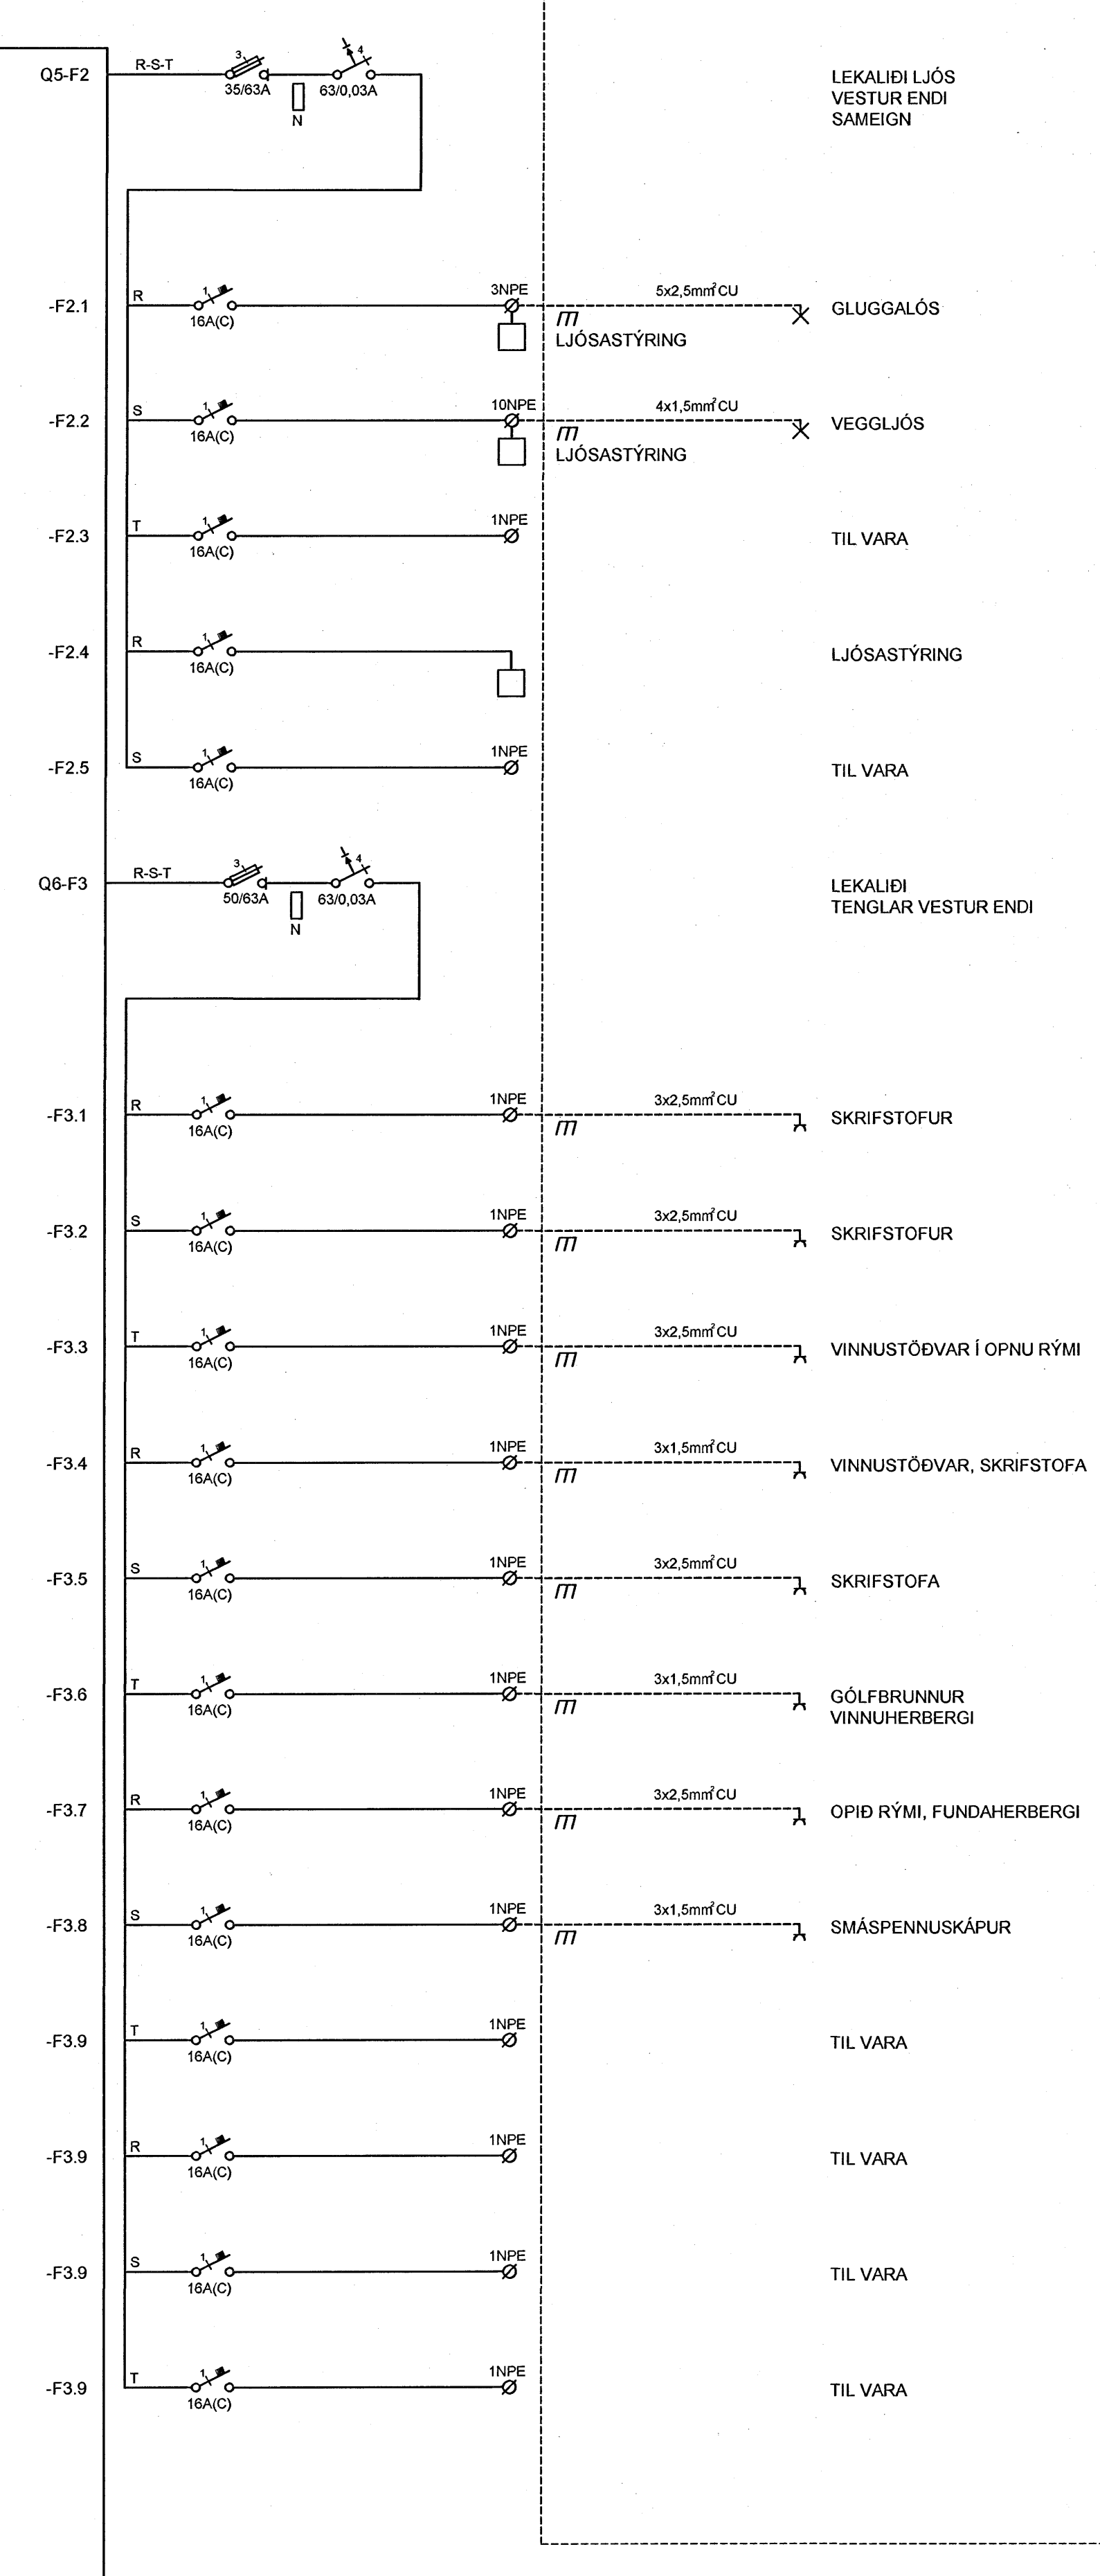 Q5-F2 R-S-T 3 4 LEKALIÐI LJÓS
35/63A 63/0,03A VESTUR ENDI
N SAMEIGN
-F2.1 R 1 3NPE 5x2,5mm² CU GLUGGALÓS
16A(C) LJÓSASTÝRING
-F2.2 S 1 10NPE 4x1,5mm² CU VEGGLJÓS
16A(C) LJÓSASTÝRING
-F2.3 T 1 1NPE TIL VARA
16A(C)
-F2.4 R 1 LJÓSASTÝRING
16A(C)
-F2.5 S 1 1NPE TIL VARA
16A(C)
Q6-F3 R-S-T 3 4 LEKALIÐI
50/63A 63/0,03A TENGLAR VESTUR ENDI
N
-F3.1 R 1 1NPE 3x2,5mm² CU SKRIFSTOFUR
16A(C)
-F3.2 S 1 1NPE 3x2,5mm² CU SKRIFSTOFUR
16A(C)
-F3.3 T 1 1NPE 3x2,5mm² CU VINNUSTÖÐVAR Í OPNU RÝMI
16A(C)
-F3.4 R 1 1NPE 3x1,5mm² CU VINNUSTÖÐVAR, SKRIFSTOFA
16A(C)
-F3.5 S 1 1NPE 3x2,5mm² CU SKRIFSTOFA
16A(C)
-F3.6 T 1 1NPE 3x1,5mm² CU GÓLFBRUNNUR
16A(C) VINNUHERBERGI
-F3.7 R 1 1NPE 3x2,5mm² CU OPIÐ RÝMI, FUNDAHERBERGI
16A(C)
-F3.8 S 1 1NPE 3x1,5mm² CU SMÁSPENNUSKÁPUR
16A(C)
-F3.9 T 1 1NPE TIL VARA
16A(C)
-F3.9 R 1 1NPE TIL VARA
16A(C)
-F3.9 S 1 1NPE TIL VARA
16A(C)
-F3.9 T 1 1NPE TIL VARA
16A(C)